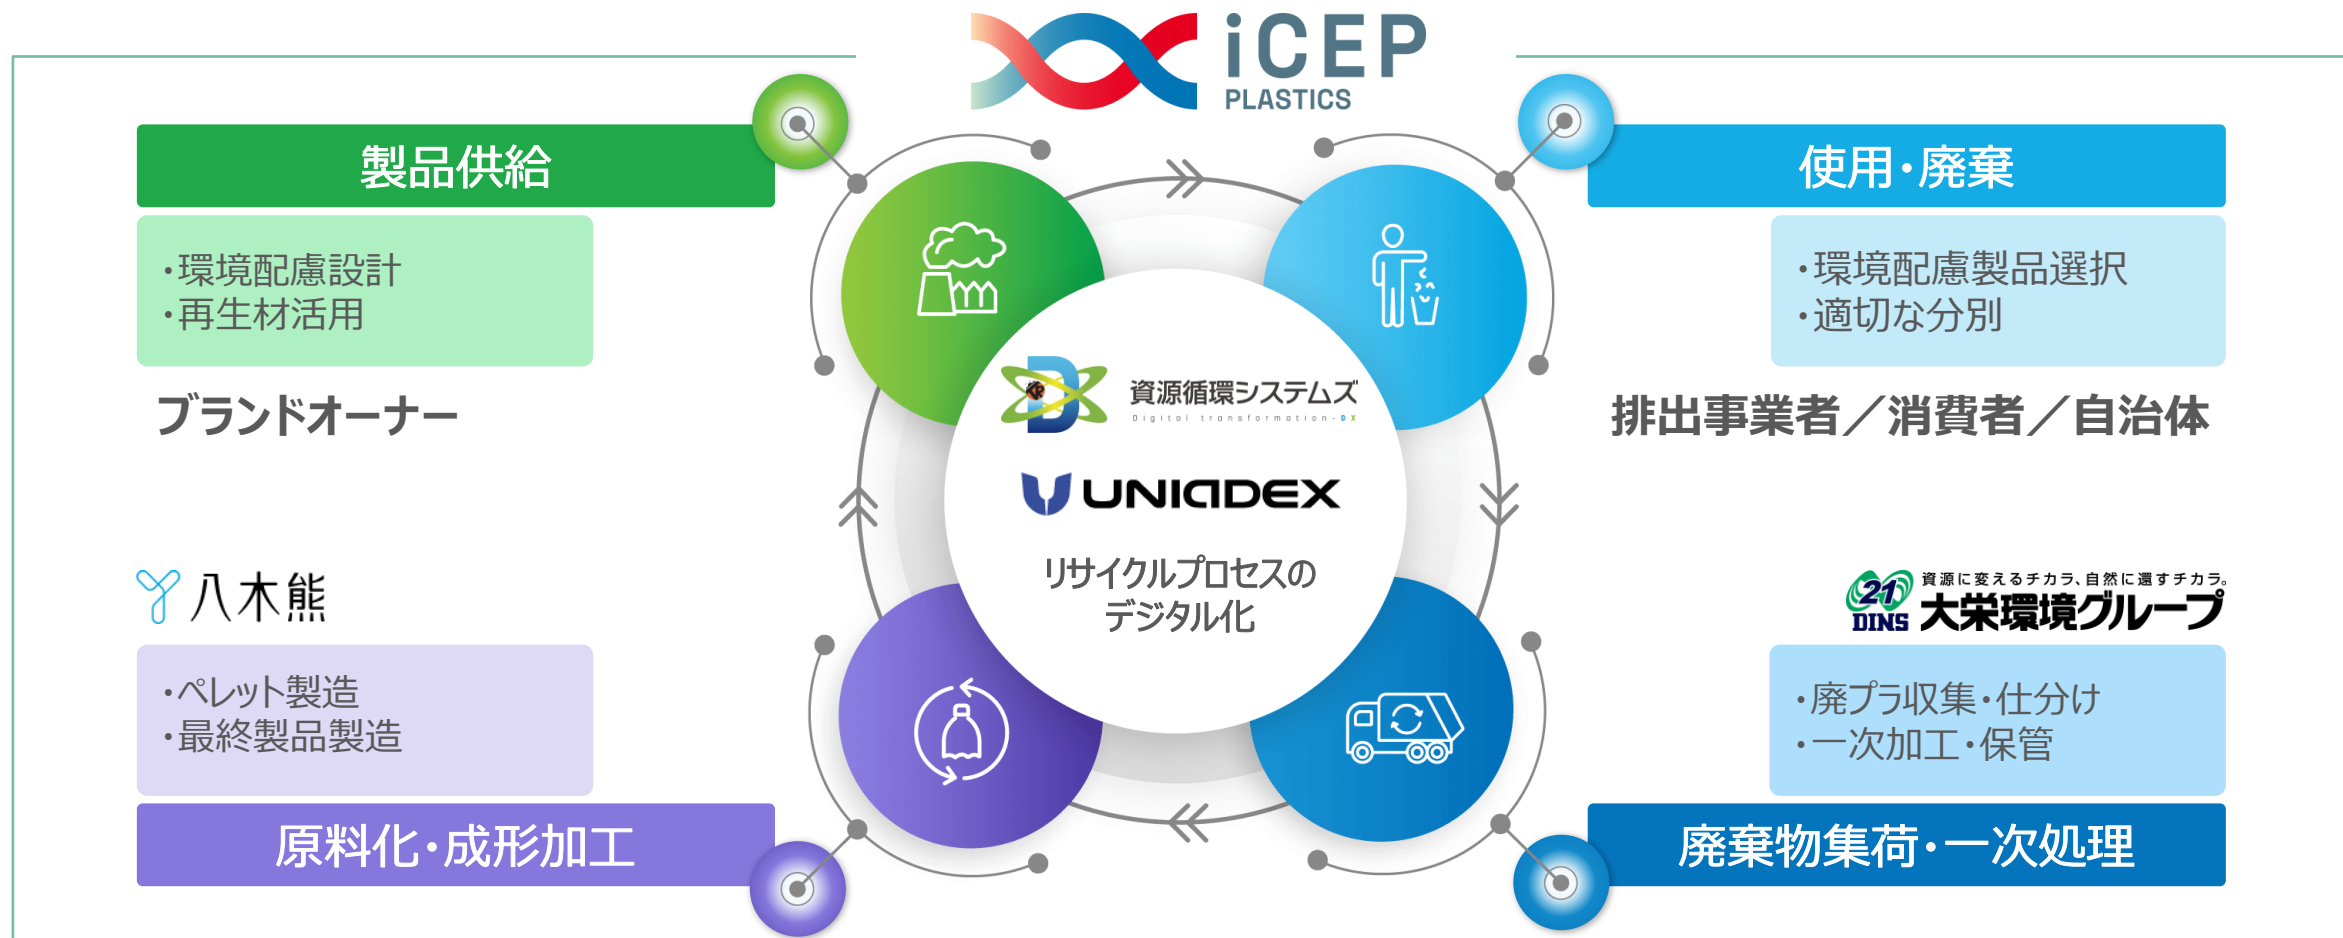 iCEP
PLASTICS
製品供給
・環境配慮設計
・再生材活用
ブランドオーナー
使用・廃棄
・環境配慮製品選択
・適切な分別
排出事業者／消費者／自治体
D
資源循環システムズ
Digital transformation-DX
UNIADEX
リサイクルプロセスの
デジタル化
八木熊
・ペレット製造
・最終製品製造
原料化・成形加工
21
DINS
資源に変えるチカラ、自然に還すチカラ。
大栄環境グループ
・廃プラ収集・仕分け
・一次加工・保管
廃棄物集荷・一次処理